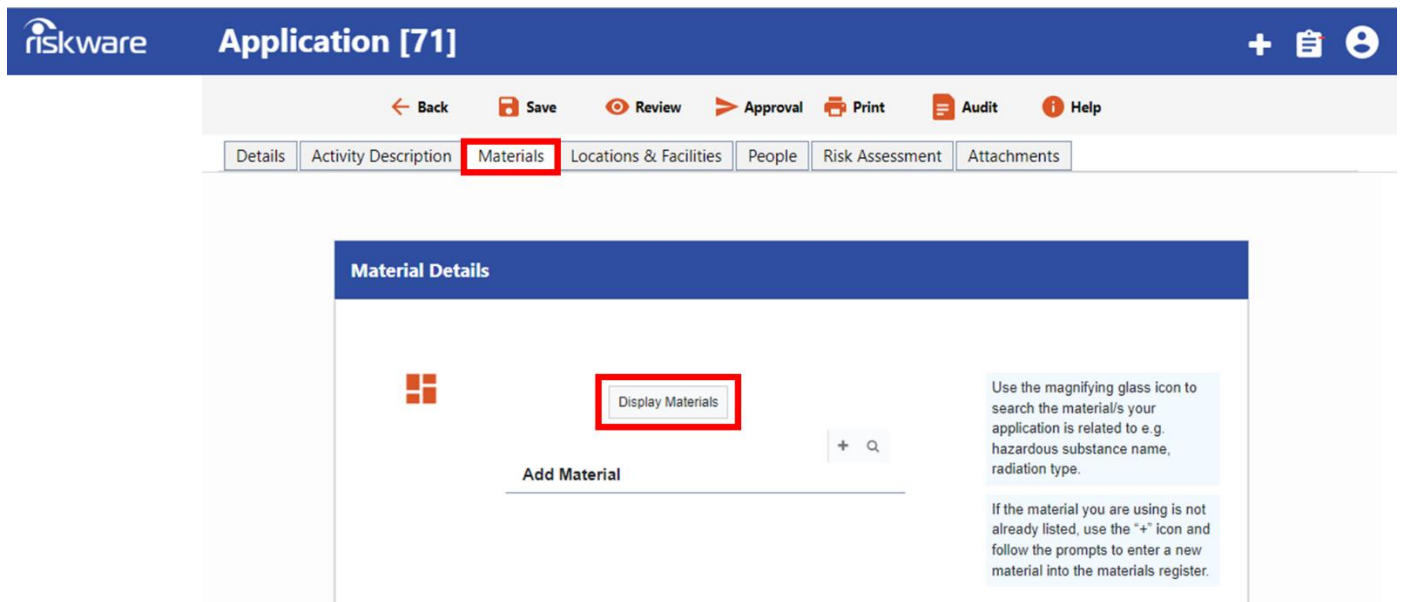 riskware
Application [71]
Back Save Review Approval Print Audit Help
Details Activity Description Materials Locations & Facilities People Risk Assessment Attachments
Material Details
Display Materials
Add Material
Use the magnifying glass icon to
search the material/s your
application is related to e.g.
hazardous substance name,
radiation type.
If the material you are using is not
already listed, use the “+” icon and
follow the prompts to enter a new
material into the materials register.